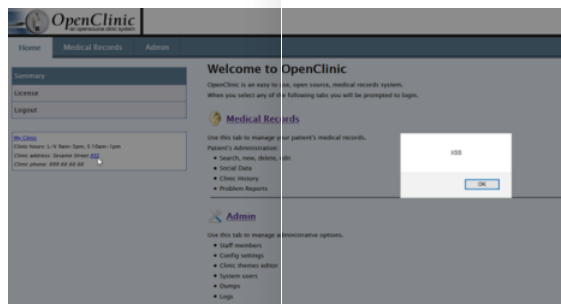 OpenClinic
an opensource clinic system
Home
Medical Records
Admin
Summary
License
Logout
My Clinic
Clinic hours: L-V 9am-5pm, S 10am-1pm
Clinic address: Sesame Street XSS
Clinic phone: 999 66 66 66
Welcome to OpenClinic
OpenClinic is an easy to use, open source, medical records system.
When you select any of the following tabs you will be prompted to login.
Medical Records
Use this tab to manage your patient's medical records.
Patient's Administration:
Search, new, delete, edit
Social Data
Clinic History
Problem Reports
Admin
Use this tab to manage administrative options.
Staff members
Config settings
Clinic themes editor
System users
Dumps
Logs
XSS
OK